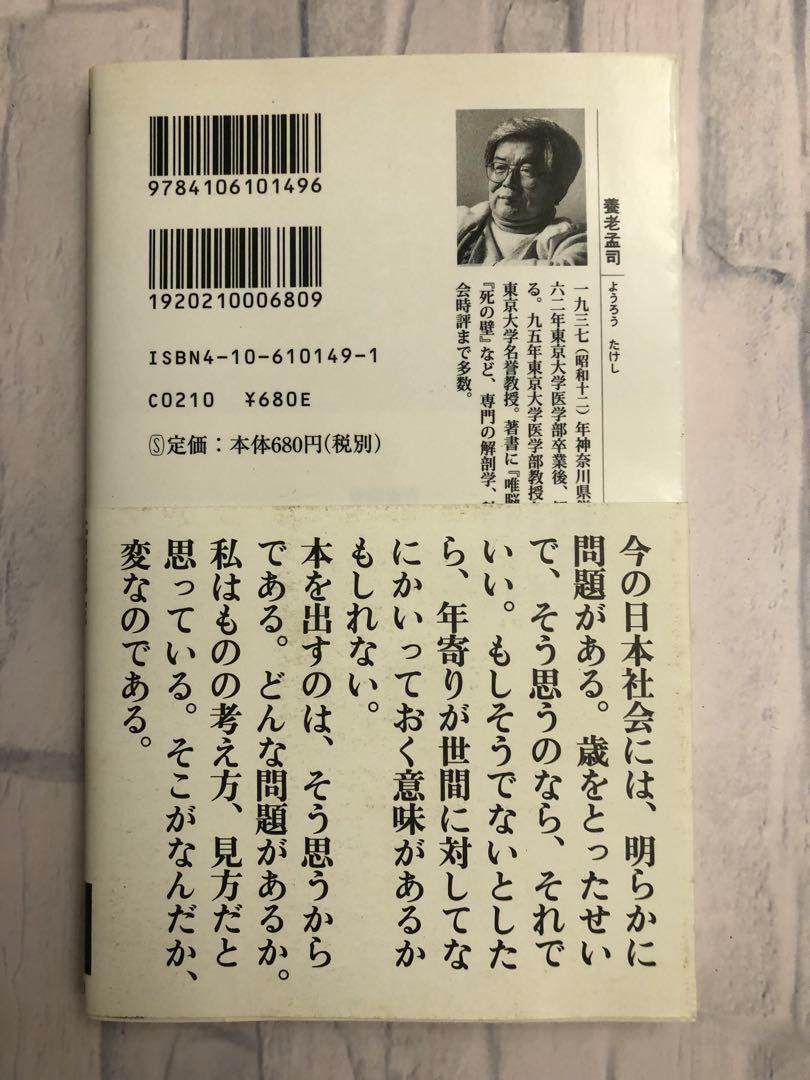 9784106101496
1920210006809
ISBN4-10-610149-1
C0210 ¥680E
Ⓢ定価：本体680円(税別)
養老孟司
ようろう たけし
一九三七(昭和十二)年神奈川県
六二年東京大学医学部卒業後、
る。九五年東京大学医学部教授
東京大学名誉教授。著書に『唯脳
『死の壁』など、専門の解剖学、
会時評まで多数。
今の日本社会には、明らかに
問題がある。歳をとったせい
で、そう思うのなら、それで
いい。もしそうでないとした
ら、年寄りが世間に対してな
にかいっておく意味があるか
もしれない。
本を出すのは、そう思うから
である。どんな問題があるか。
私はものの考え方、見方だと
思っている。そこがなんだか、
変なのである。